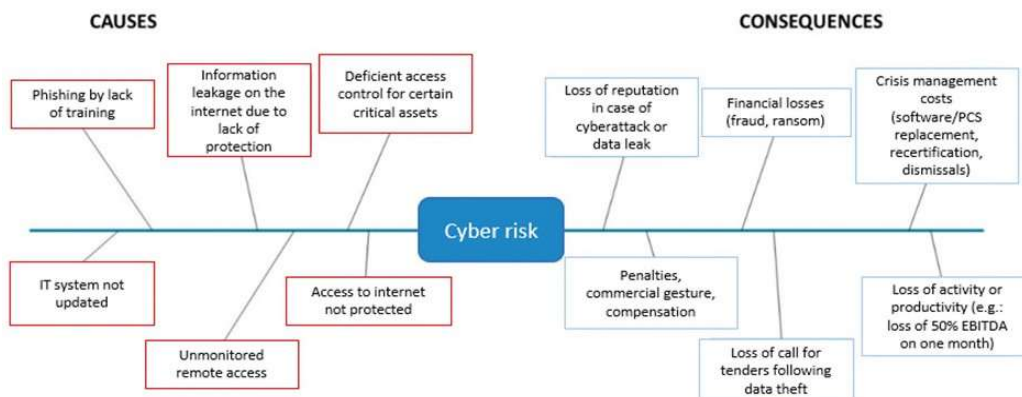 CAUSES
CONSEQUENCES
Phishing by lack
of training
Information
leakage on the
internet due to
lack of
protection
Deficient access
control for certain
critical assets
Loss of reputation
in case of
cyberattack or
data leak
Financial losses
(fraud, ransom)
Crisis management
costs
(software/PCS
replacement,
recertification,
dismissals)
Cyber risk
IT system not
updated
Unmonitored
remote access
Access to internet
not protected
Penalties,
commercial gesture,
compensation
Loss of call for
tenders following
data theft
Loss of activity or
productivity (e.g.:
loss of 50% EBITDA
on one month)